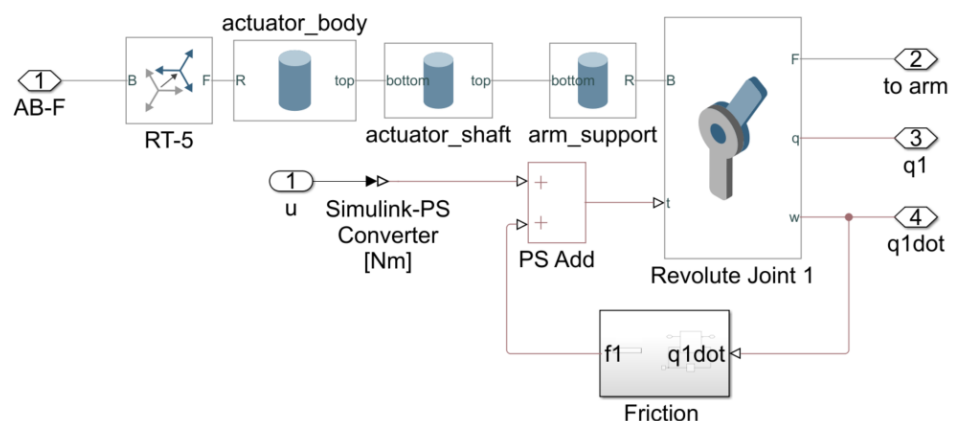 actuator_body
1
AB-F
B
F
RT-5
R
top
bottom
top
actuator_shaft
bottom
R
arm_support
B
F
q
w
t
Revolute Joint 1
2
to arm
3
q1
4
q1dot
1
u
Simulink-PS
Converter
[Nm]
+
+
PS Add
f1
q1dot
Friction